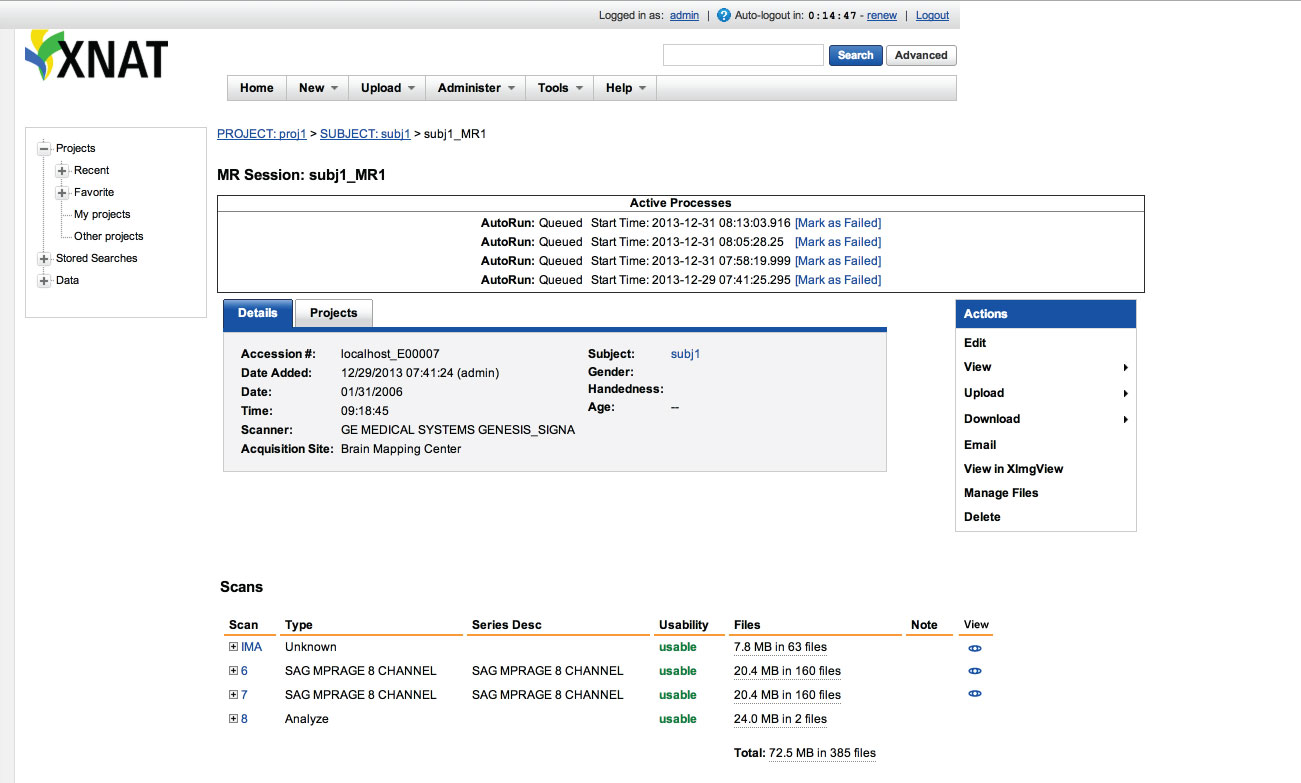 Logged in as: admin | ? Auto-logout in: 0:14:47 - renew | Logout
XNAT
Search Advanced
Home New Upload Administer Tools Help
Projects
Recent
Favorite
My projects
Other projects
Stored Searches
Data
PROJECT: proj1 > SUBJECT: subj1 > subj1_MR1
MR Session: subj1_MR1
Active Processes
AutoRun: Queued Start Time: 2013-12-31 08:13:03.916 [Mark as Failed]
AutoRun: Queued Start Time: 2013-12-31 08:05:28.25 [Mark as Failed]
AutoRun: Queued Start Time: 2013-12-31 07:58:19.999 [Mark as Failed]
AutoRun: Queued Start Time: 2013-12-29 07:41:25.295 [Mark as Failed]
Details Projects
Accession #: localhost_E00007
Date Added: 12/29/2013 07:41:24 (admin)
Date: 01/31/2006
Time: 09:18:45
Scanner: GE MEDICAL SYSTEMS GENESIS_SIGNA
Acquisition Site: Brain Mapping Center
Subject: subj1
Gender:
Handedness:
Age: --
Actions
Edit
View
Upload
Download
Email
View in XImgView
Manage Files
Delete
Scans
Scan Type Series Desc Usability Files Note View
IMA Unknown usable 7.8 MB in 63 files
6 SAG MPRAGE 8 CHANNEL SAG MPRAGE 8 CHANNEL usable 20.4 MB in 160 files
7 SAG MPRAGE 8 CHANNEL SAG MPRAGE 8 CHANNEL usable 20.4 MB in 160 files
8 Analyze usable 24.0 MB in 2 files
Total: 72.5 MB in 385 files